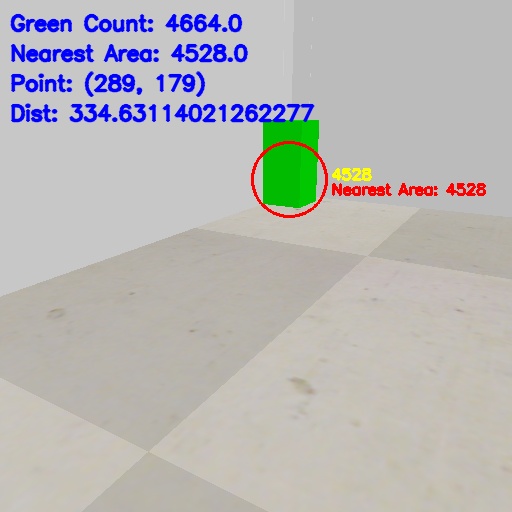 Green Count: 4664.0
Nearest Area: 4528.0
Point: (289, 179)
Dist: 334.63114021262277
4528
Nearest Area: 4528